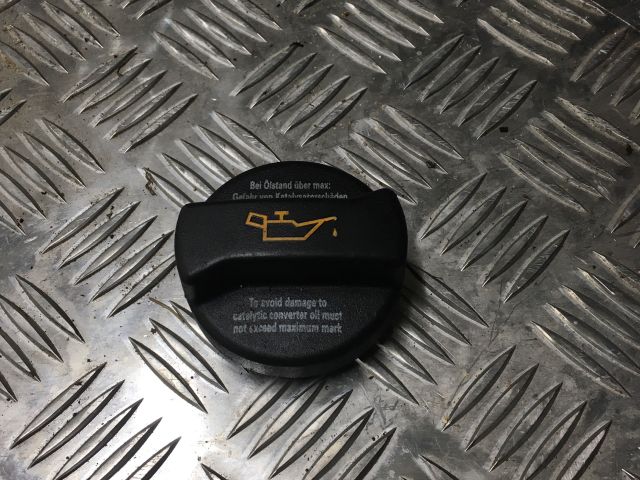 Bei Ölstand über max:
Gefahr von Katalysatorschäden
To avoid damage to
catalytic converter oil must
not exceed maximum mark